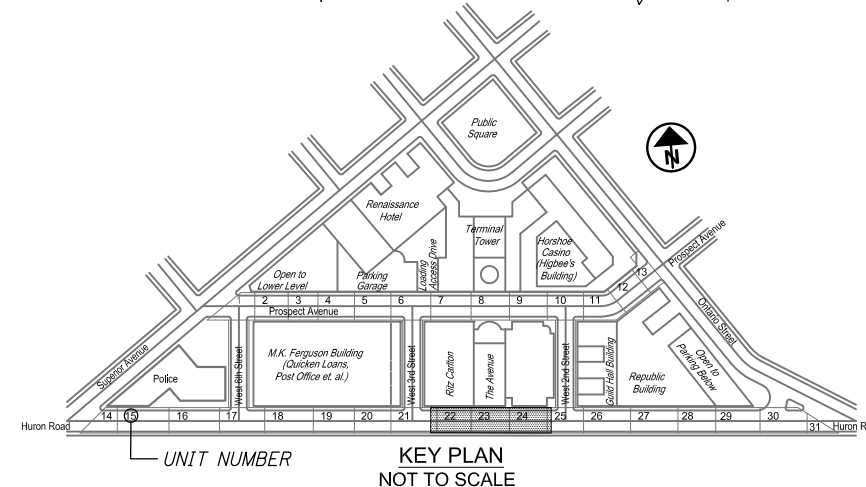 Public
Square
N
Renaissance
Hotel
Terminal
Tower
Horshoe
Casino
(Higbee's
Building)
Prospect Avenue
Open to
Lower Level
Parking
Garage
Loading
Access Drive
13
12
2 3 4 5 6 7 8 9 10 11
Prospect Avenue
Ontario Street
Superior Avenue
Police
West 6th Street
M.K. Ferguson Building
(Quicken Loans,
Post Office et. al.)
West 3rd Street
Ritz Carlton
The Avenue
West 2nd Street
Guild Hall Building
Republic
Building
Open to
Parking Below
14 15 16 17 18 19 20 21 22 23 24 25 26 27 28 29 30
Huron Road
31 Huron R
UNIT NUMBER
KEY PLAN
NOT TO SCALE